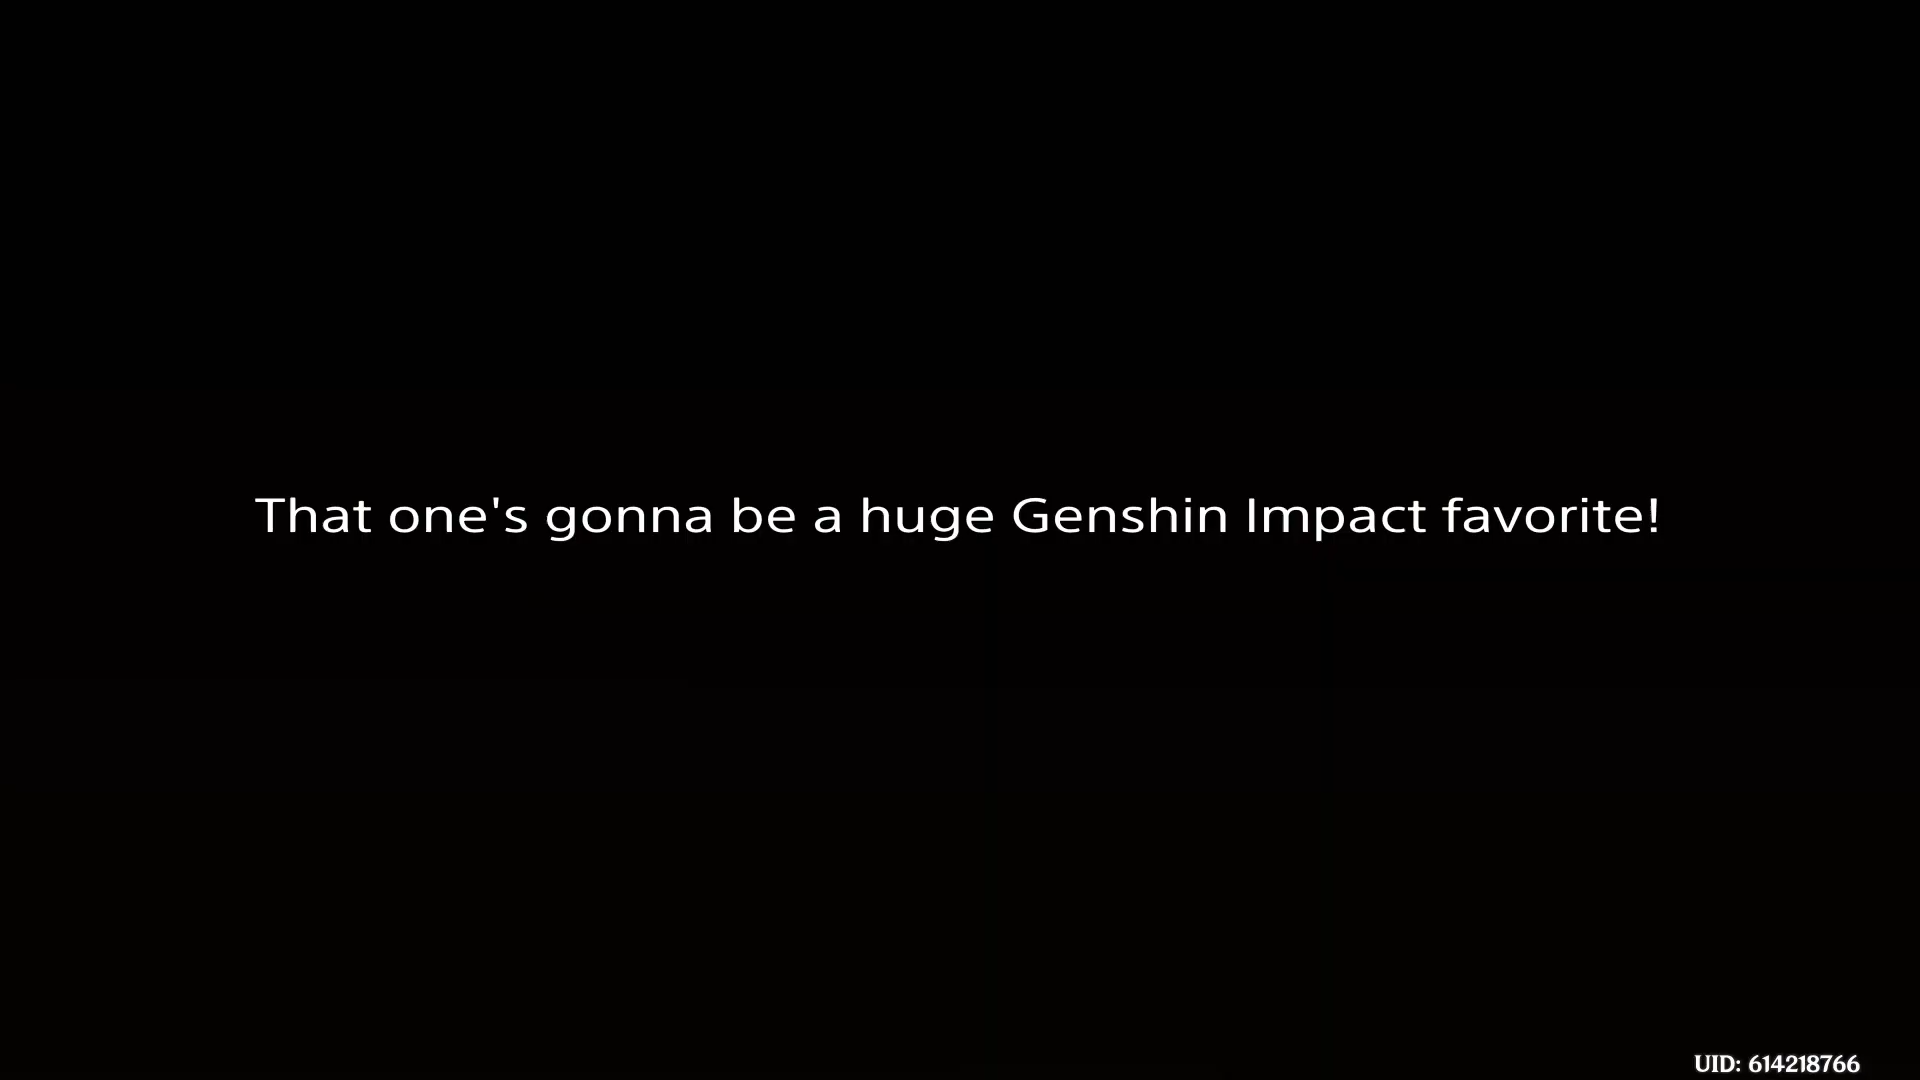 That one's gonna be a huge Genshin Impact favorite!
UID: 614218766